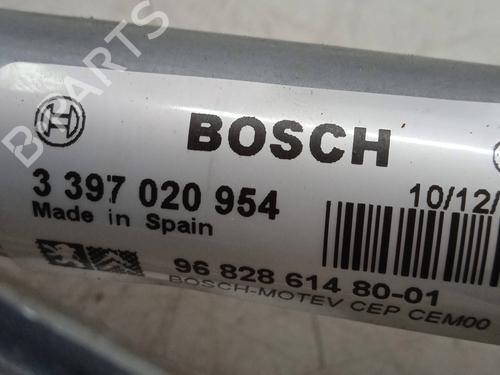 BPARTS
BOSCH
3 397 020 954
10/12/
Made in Spain
96 828 614 80-01
BOSCH-MOTEV CEP CEM00